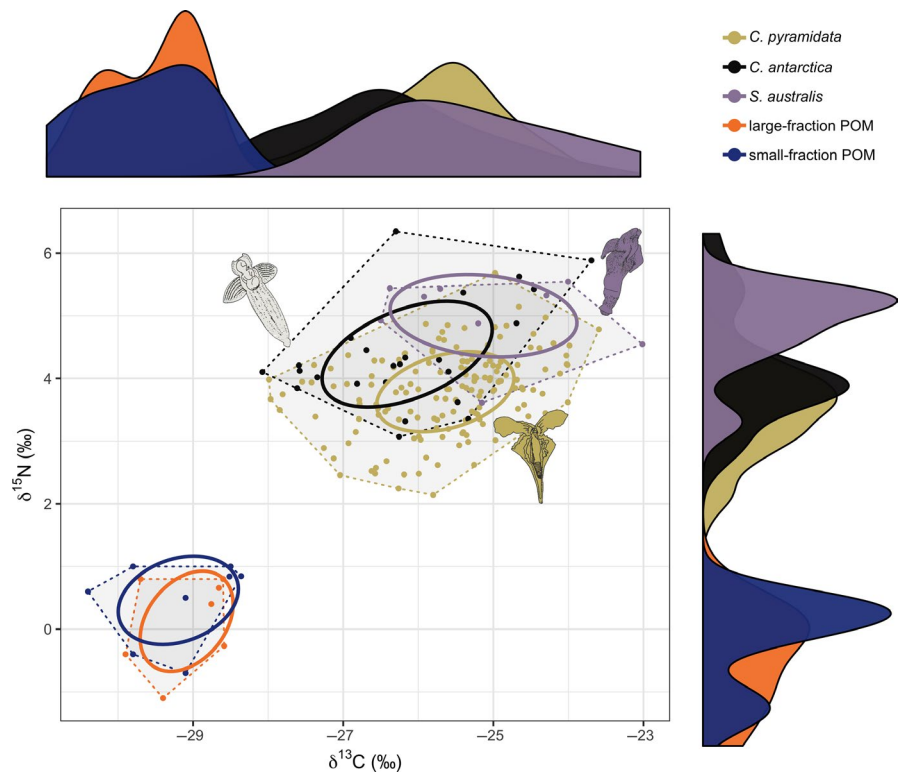 C. pyramidata
C. antarctica
S. australis
large-fraction POM
small-fraction POM
6
4
2
0
δ¹⁵N (‰)
−29
−27
−25
−23
δ¹³C (‰)